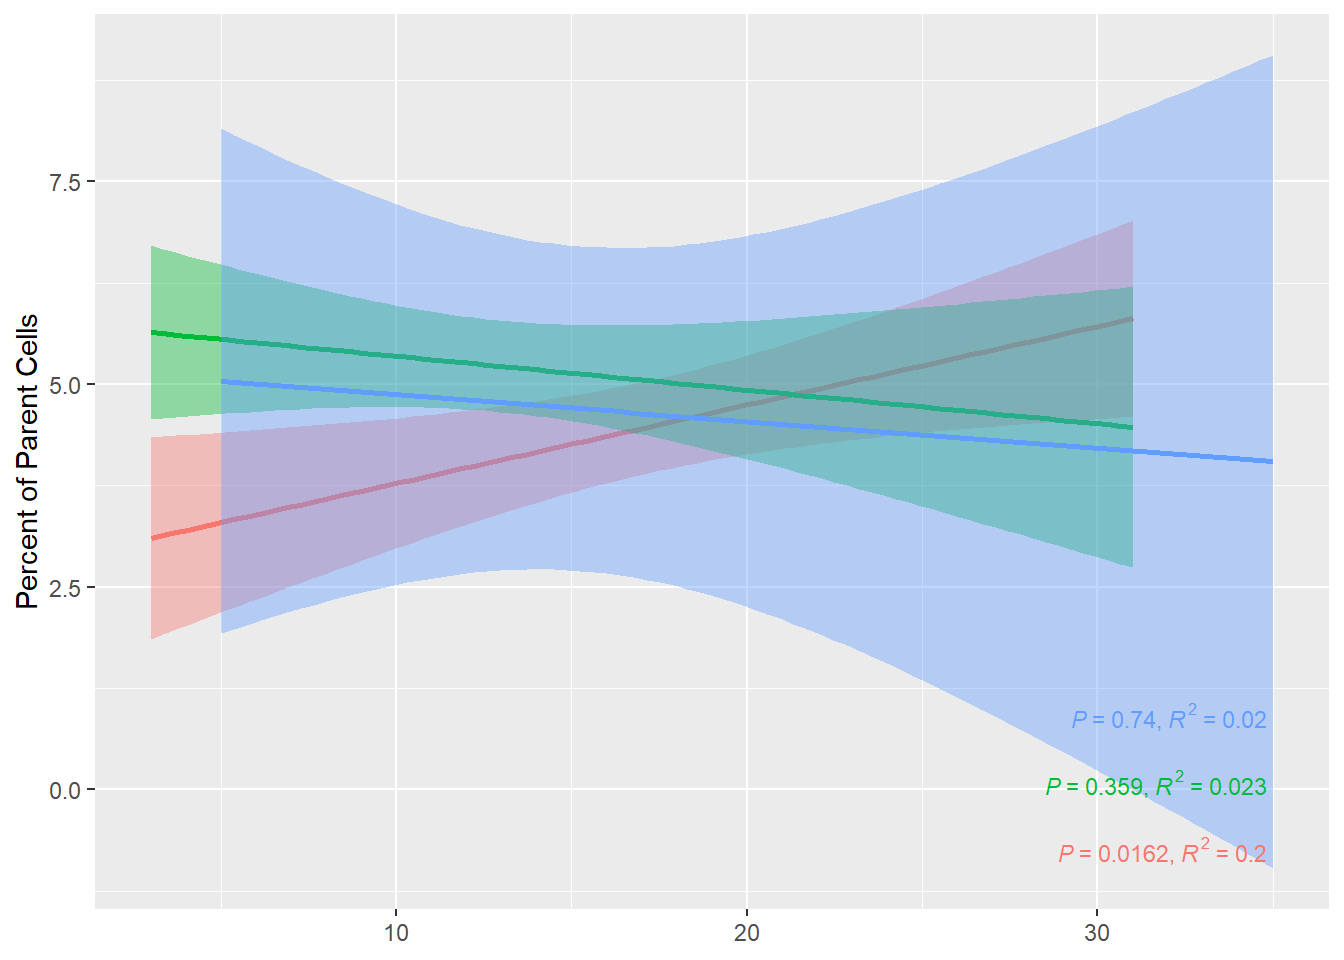 Percent of Parent Cells
7.5
5.0
2.5
0.0
P = 0.74, R² = 0.02
P = 0.359, R² = 0.023
P = 0.0162, R² = 0.2
10 20 30